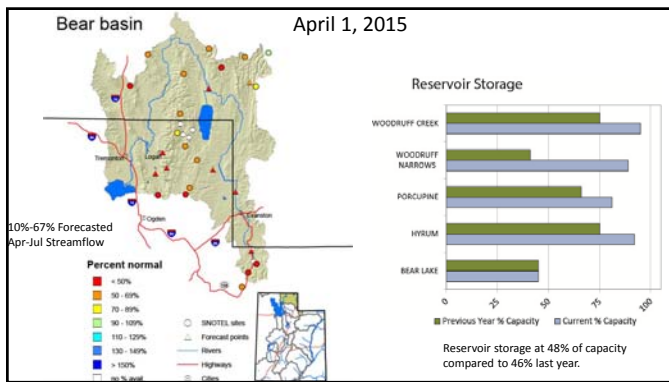 Bear basin
April 1, 2015
Tremonton
Logan
Ogden
Evanston
10%-67% Forecasted
Apr-Jul Streamflow
Percent normal
< 50%
50 - 69%
70 - 89%
90 - 109%
110 - 129%
130 - 149%
> 150%
no % avail
SNOTEL sites
Forecast points
Rivers
Highways
Cities
Reservoir Storage
WOODRUFF CREEK
WOODRUFF
NARROWS
PORCUPINE
HYRUM
BEAR LAKE
0
25
50
75
100
Previous Year % Capacity
Current % Capacity
Reservoir storage at 48% of capacity
compared to 46% last year.